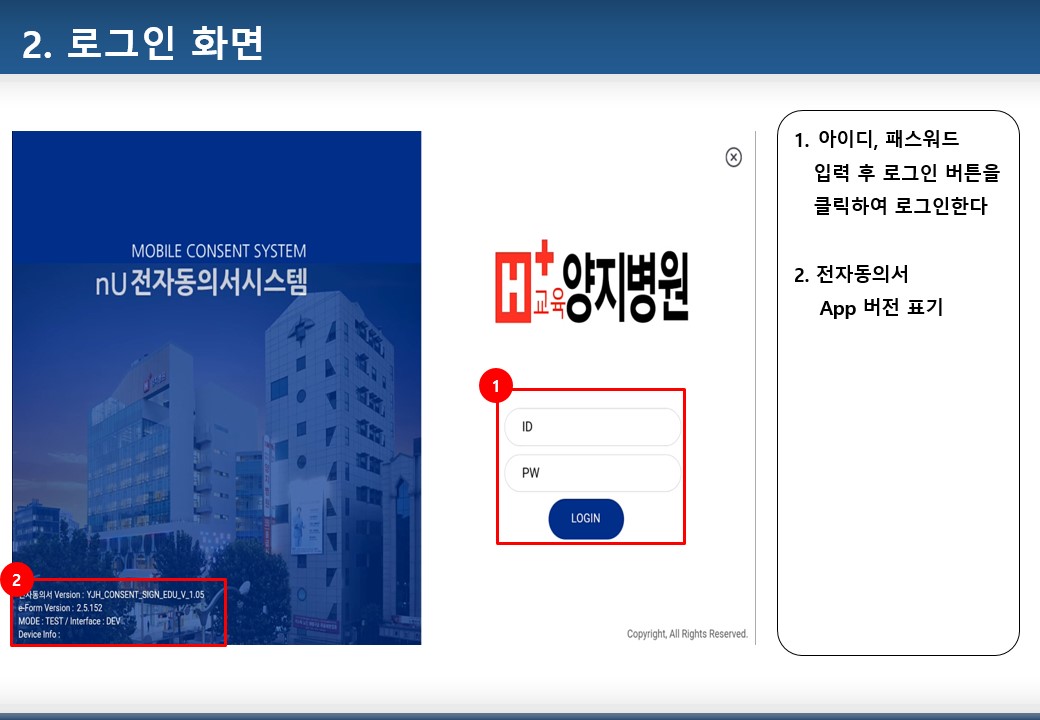 2. 로그인 화면
MOBILE CONSENT SYSTEM
nU 전자동의서시스템
H+
교육 양지병원
1
ID
PW
LOGIN
2
전자동의서 Version : YJH_CONSENT_SIGN_EDU_V_1.05
e-Form Version : 2.5.152
MODE : TEST / Interface : DEV
Device Info :
Copyright, All Rights Reserved.
1. 아이디, 패스워드
입력 후 로그인 버튼을
클릭하여 로그인한다
2. 전자동의서
App 버전 표기